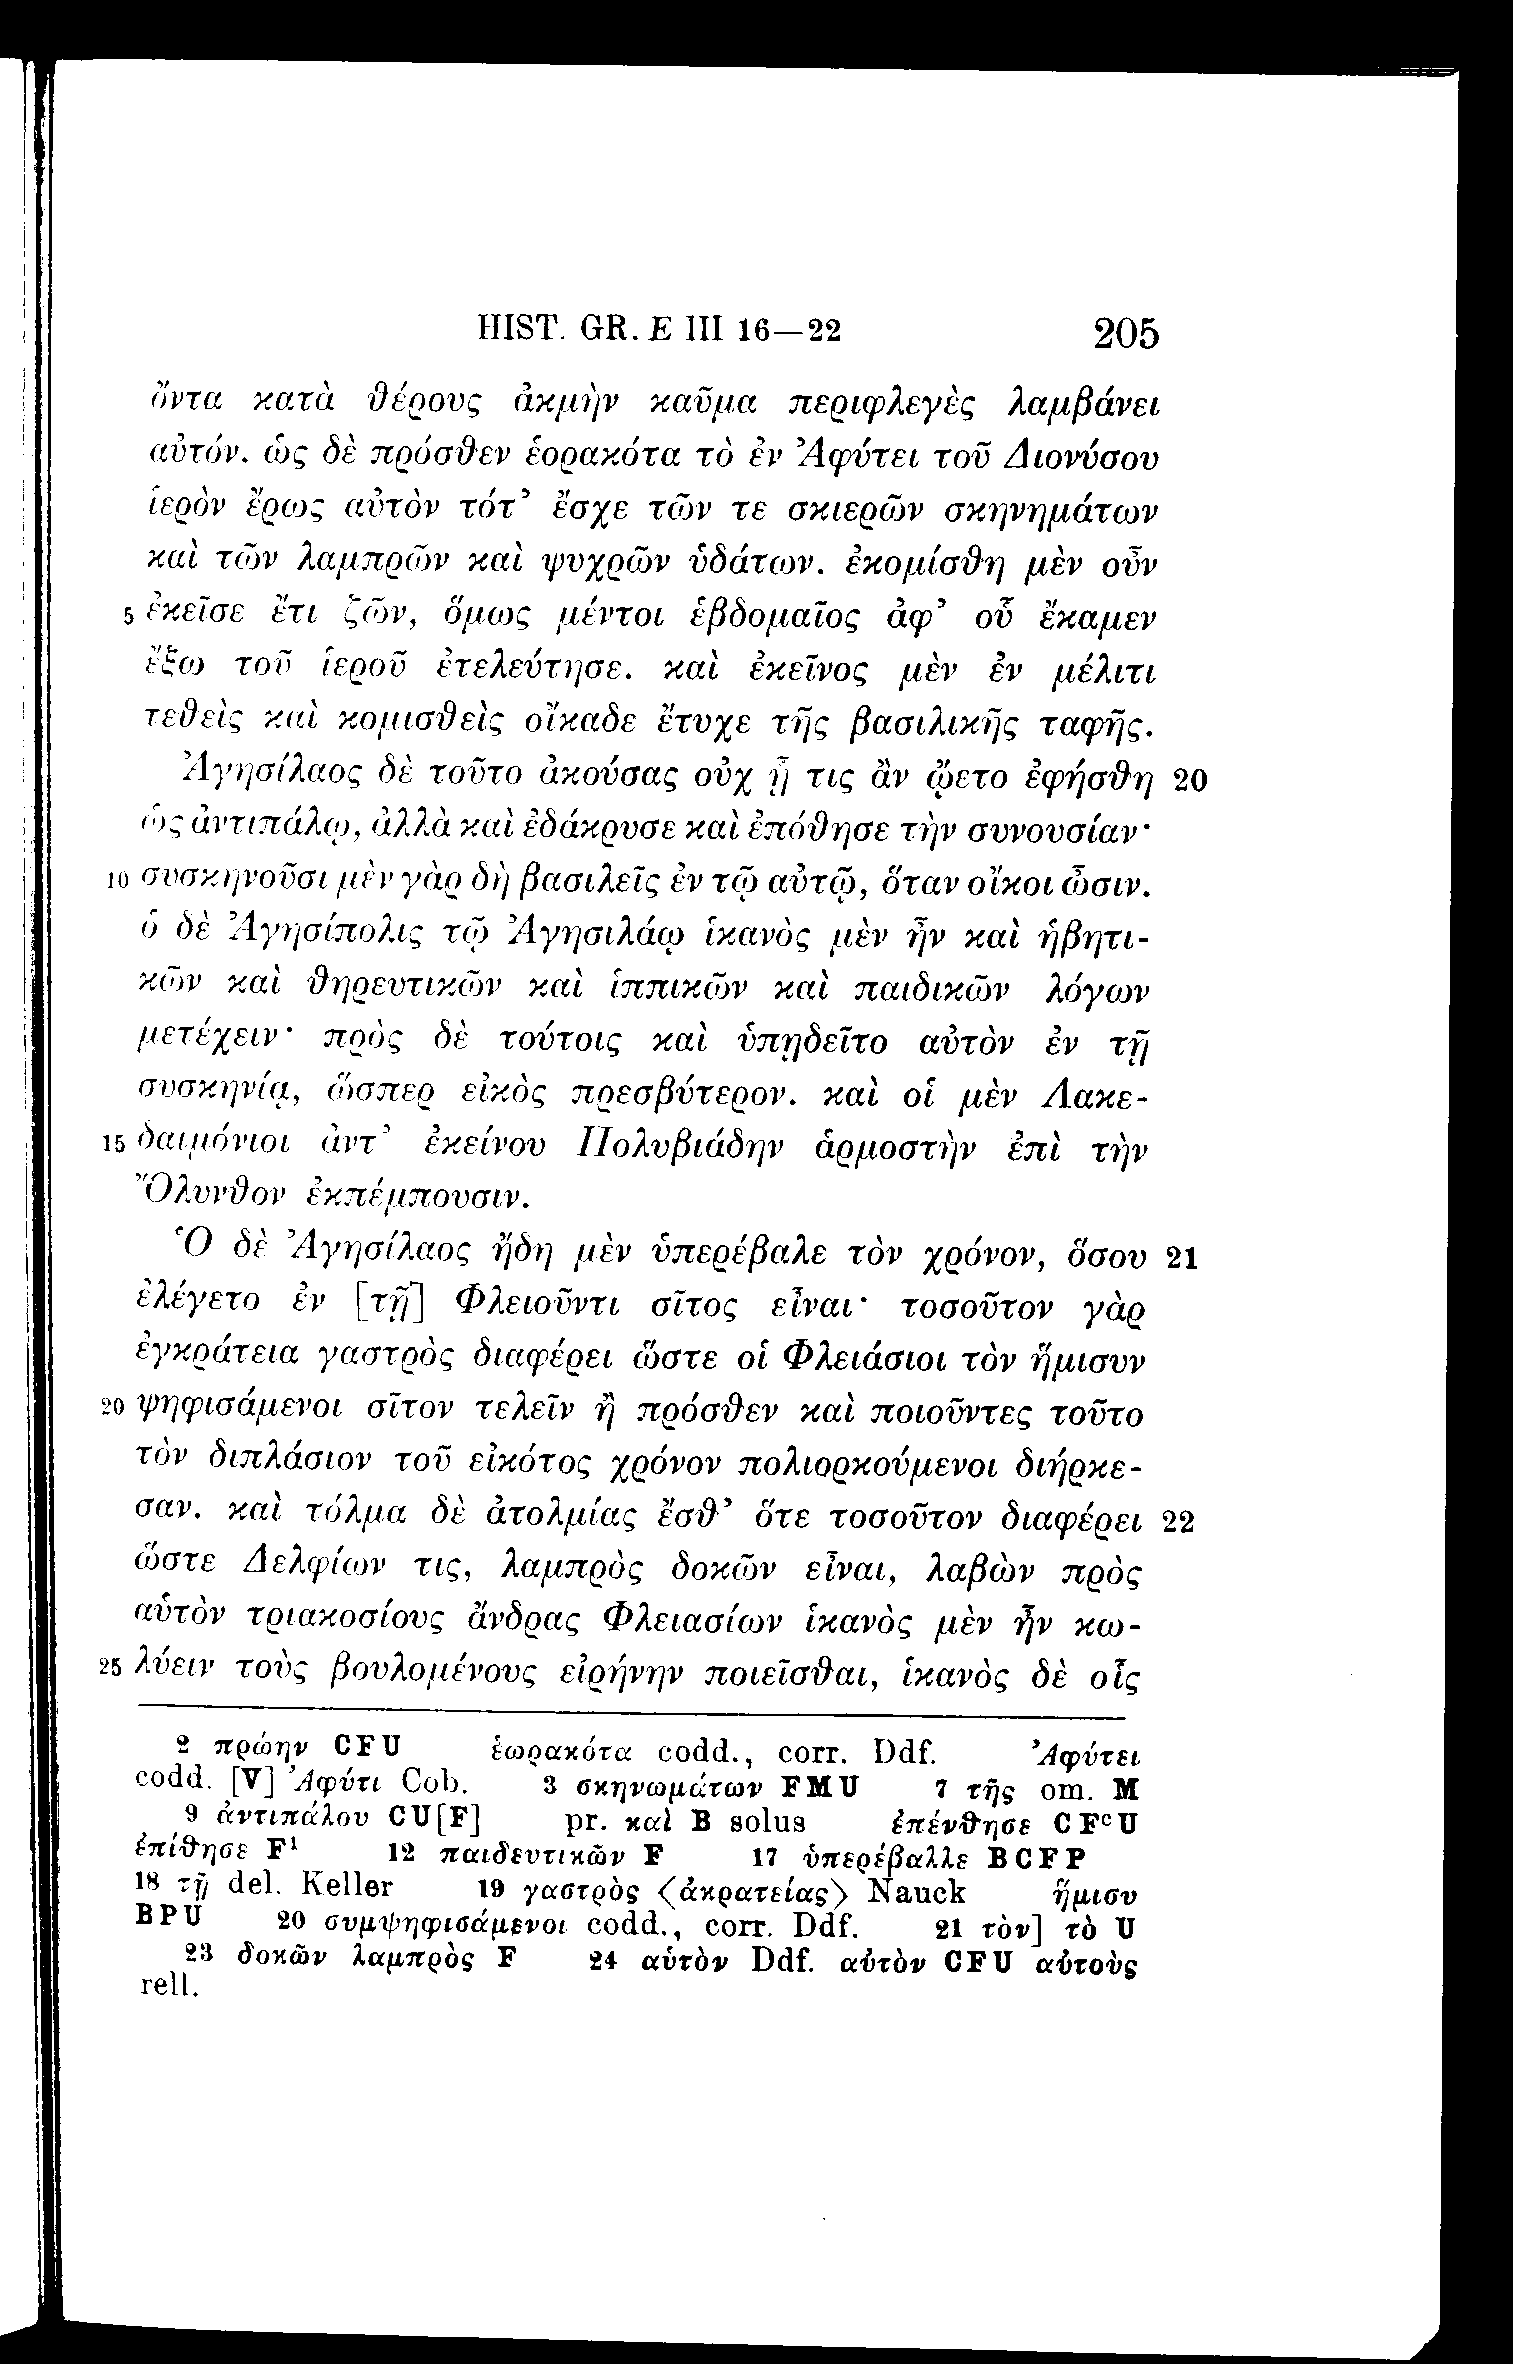 HIST. GR. E III 16—22 205
ὄντα κατὰ θέρους ἀκμὴν καῦμα περιφλεγὲς λαμβάνει
αὐτόν. ὡς δὲ πρόσθεν ἑορακότα τὸ ἐν Ἀφύτει τοῦ Διονύσου
ἱερὸν ἔρως αὐτὸν τότ’ ἔσχε τῶν τε σκιερῶν σκηνημάτων
καὶ τῶν λαμπρῶν καὶ ψυχρῶν ὑδάτων. ἐκομίσθη μὲν οὖν
5 ἐκεῖσε ἔτι ζῶν, ὅμως μέντοι ἑβδομαῖος ἀφ’ οὗ ἔκαμεν
ἔξω τοῦ ἱεροῦ ἐτελεύτησε. καὶ ἐκεῖνος μὲν ἐν μέλιτι
τεθεὶς καὶ κομισθεὶς οἴκαδε ἔτυχε τῆς βασιλικῆς ταφῆς.
Ἀγησίλαος δὲ τοῦτο ἀκούσας οὐχ ᾗ τις ἂν ᾤετο ἐφήσθη 20
ὡς ἀντιπάλῳ, ἀλλὰ καὶ ἐδάκρυσε καὶ ἐπόθησε τὴν συνουσίαν·
10 συσκηνοῦσι μὲν γὰρ δὴ βασιλεῖς ἐν τῷ αὐτῷ, ὅταν οἴκοι ὦσιν.
ὁ δὲ Ἀγησίπολις τῷ Ἀγησιλάῳ ἱκανὸς μὲν ἦν καὶ ἡβητι-
κῶν καὶ θηρευτικῶν καὶ ἱππικῶν καὶ παιδικῶν λόγων
μετέχειν· πρὸς δὲ τούτοις καὶ ὑπῃδεῖτο αὐτὸν ἐν τῇ
συσκηνίᾳ, ὥσπερ εἰκὸς πρεσβύτερον. καὶ οἱ μὲν Λακε-
15 δαιμόνιοι ἀντ’ ἐκείνου Πολυβιάδην ἁρμοστὴν ἐπὶ τὴν
Ὄλυνθον ἐκπέμπουσιν.
Ὁ δὲ Ἀγησίλαος ἤδη μὲν ὑπερέβαλε τὸν χρόνον, ὅσου 21
ἐλέγετο ἐν [τῇ] Φλειοῦντι σῖτος εἶναι· τοσοῦτον γὰρ
ἐγκράτεια γαστρὸς διαφέρει ὥστε οἱ Φλειάσιοι τὸν ἥμισυν
20 ψηφισάμενοι σῖτον τελεῖν ἢ πρόσθεν καὶ ποιοῦντες τοῦτο
τὸν διπλάσιον τοῦ εἰκότος χρόνον πολιορκούμενοι διήρκε-
σαν. καὶ τόλμα δὲ ἀτολμίας ἔσθ’ ὅτε τοσοῦτον διαφέρει 22
ὥστε Δελφίων τις, λαμπρὸς δοκῶν εἶναι, λαβὼν πρὸς
αὑτὸν τριακοσίους ἄνδρας Φλειασίων ἱκανὸς μὲν ἦν κω-
25 λύειν τοὺς βουλομένους εἰρήνην ποιεῖσθαι, ἱκανὸς δὲ οἷς
2 πρώην CFU ἑωρακότα codd., corr. Ddf. Ἀφύτει
codd. [V] Ἀφύτι Cob. 3 σκηνωμάτων FMU 7 τῆς om. M
9 ἀντιπάλου CU[F] pr. καὶ B solus ἐπένθησε CFᶜU
ἐπίθησε F¹ 12 παιδευτικῶν F 17 ὑπερέβαλλε BCFP
18 τῇ del. Keller 19 γαστρὸς ⟨ἀκρατείας⟩ Nauck ἥμισυ
BPU 20 συμψηφισάμενοι codd., corr. Ddf. 21 τὸν] τὸ U
23 δοκῶν λαμπρὸς F 24 αὑτὸν Ddf. αὐτὸν CFU αὐτοὺς
rell.